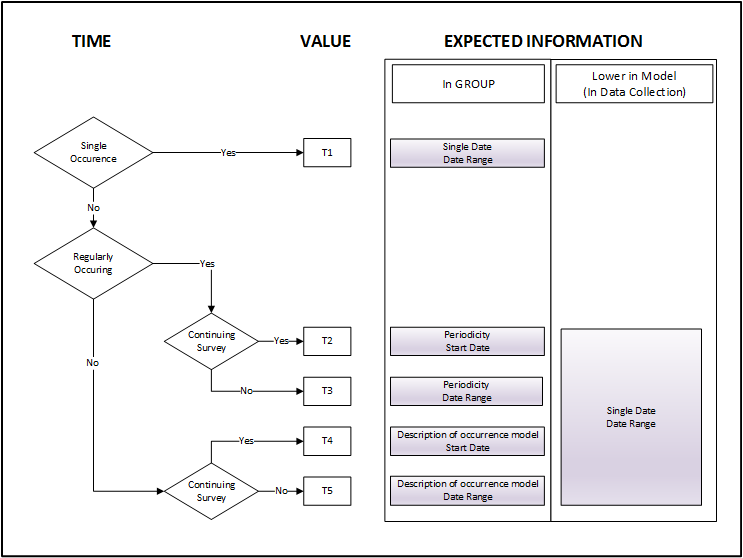 TIME
VALUE
EXPECTED INFORMATION
In GROUP
Lower in Model
(In Data Collection)
Single
Occurence
Yes
T1
Single Date
Date Range
No
Regularly
Occuring
Yes
Continuing
Survey
Yes
T2
Periodicity
Start Date
No
No
T3
Periodicity
Date Range
Single Date
Date Range
Yes
T4
Description of occurrence model
Start Date
Continuing
Survey
No
T5
Description of occurrence model
Date Range